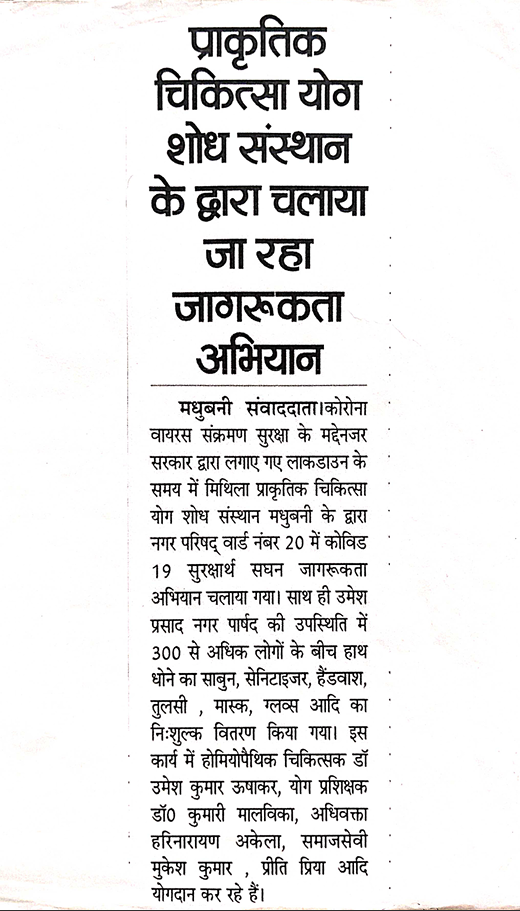 प्राकृतिक
चिकित्सा योग
शोध संस्थान
के द्वारा चलाया
जा रहा
जागरूकता
अभियान
मधुबनी संवाददाता।कोरोना
वायरस संक्रमण सुरक्षा के मद्देनजर
सरकार द्वारा लगाए गए लाकडाउन के
समय में मिथिला प्राकृतिक चिकित्सा
योग शोध संस्थान मधुबनी के द्वारा
नगर परिषद् वार्ड नंबर 20 में कोविड
19 सुरक्षार्थ सघन जागरूकता
अभियान चलाया गया। साथ ही उमेश
प्रसाद नगर पार्षद की उपस्थिति में
300 से अधिक लोगों के बीच हाथ
धोने का साबुन, सेनिटाइजर, हैंडवाश,
तुलसी , मास्क, ग्लव्स आदि का
निःशुल्क वितरण किया गया। इस
कार्य में होमियोपैथिक चिकित्सक डॉ
उमेश कुमार ऊषाकर, योग प्रशिक्षक
डॉ0 कुमारी मालविका, अधिवक्ता
हरिनारायण अकेला, समाजसेवी
मुकेश कुमार , प्रीति प्रिया आदि
योगदान कर रहे हैं।